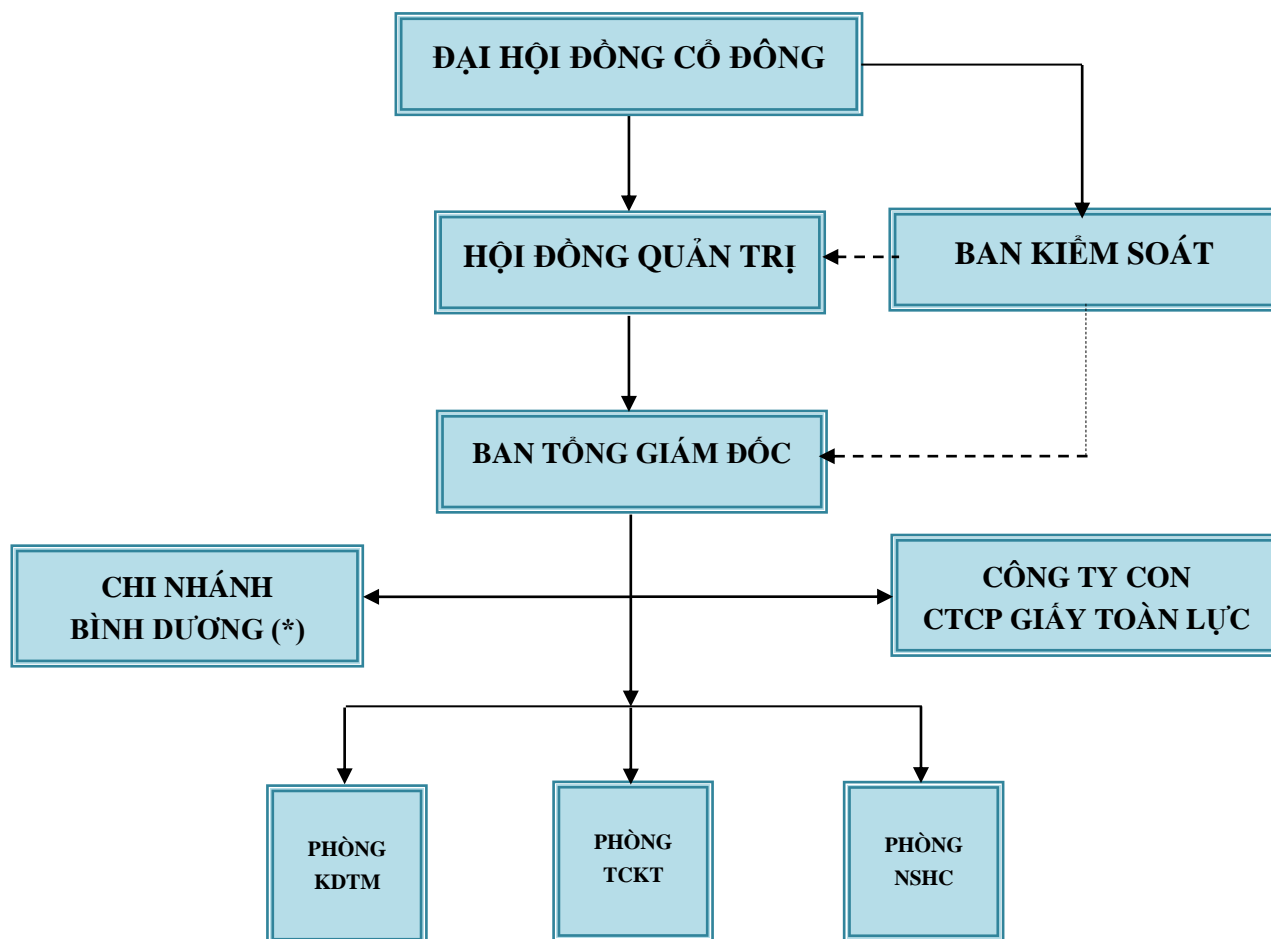 ĐẠI HỘI ĐỒNG CỔ ĐÔNG
HỘI ĐỒNG QUẢN TRỊ
BAN KIỂM SOÁT
BAN TỔNG GIÁM ĐỐC
CHI NHÁNH
BÌNH DƯƠNG (*)
CÔNG TY CON
CTCP GIẤY TOÀN LỰC
PHÒNG
KDTM
PHÒNG
TCKT
PHÒNG
NSHC